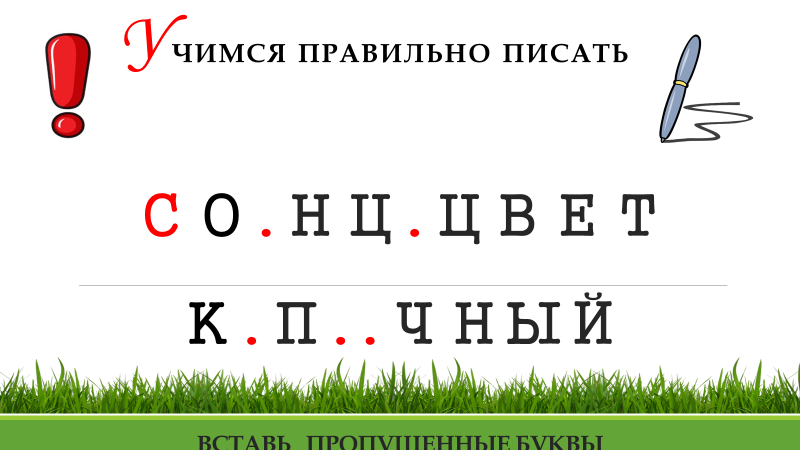 УЧИМСЯ ПРАВИЛЬНО ПИСАТЬ
СО.НЦ.ЦВЕТ
К.П..ЧНЫЙ
ВСТАВЬ ПРОПУЩЕННЫЕ БУКВЫ